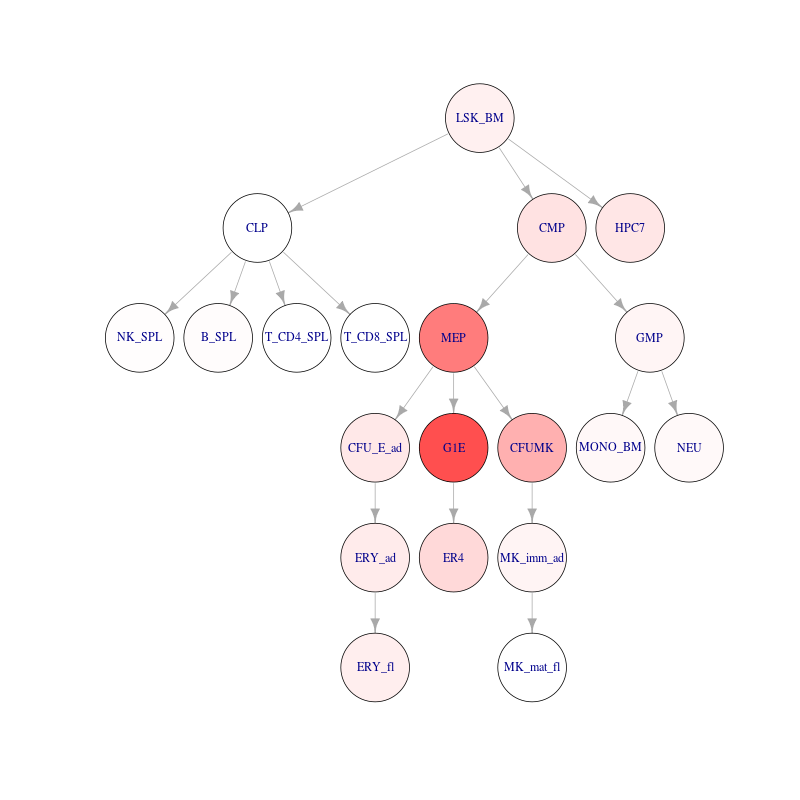 LSK_BM
CLP
CMP
HPC7
NK_SPL
B_SPL
T_CD4_SPL
T_CD8_SPL
MEP
GMP
CFU_E_ad
G1E
CFUMK
MONO_BM
NEU
ERY_ad
ER4
MK_imm_ad
ERY_fl
MK_mat_fl